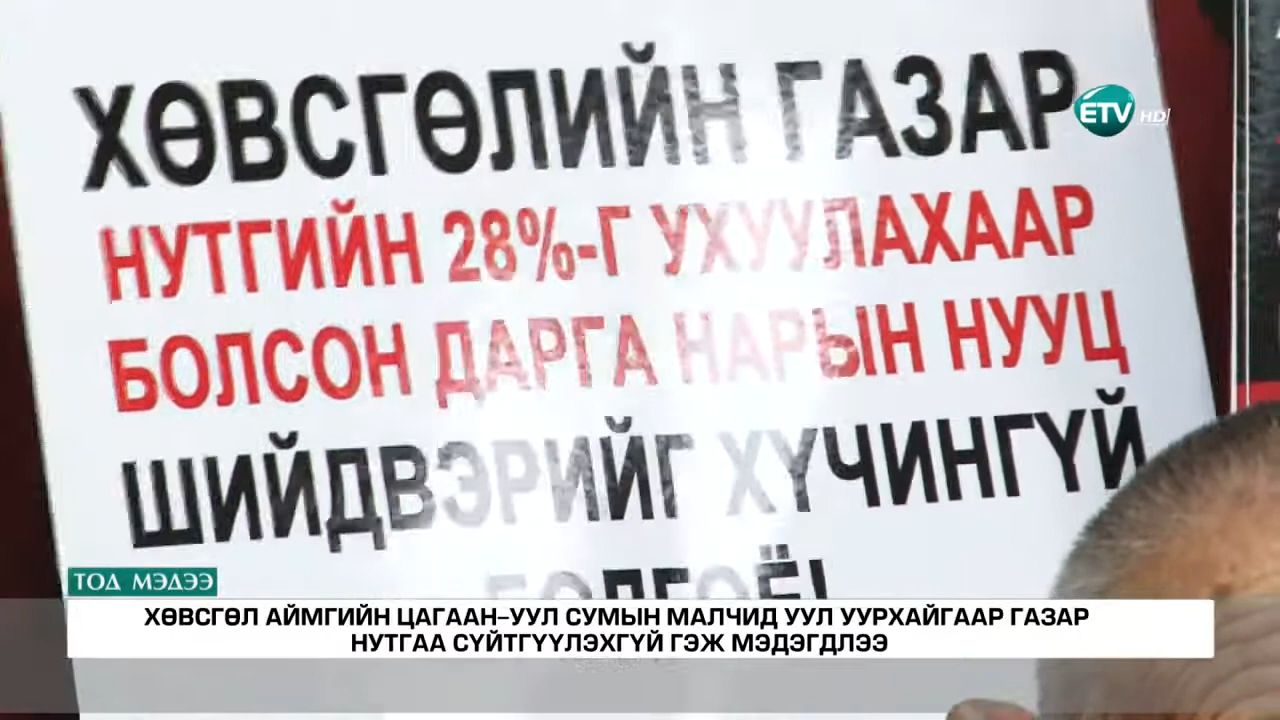 ХӨВСГӨЛИЙН ГАЗАР
ETV HD!
НУТГИЙН 28%-Г УХУУЛАХААР
БОЛСОН ДАРГА НАРЫН НУУЦ
ШИЙДВЭРИЙГ ХҮЧИНГҮЙ
БОЛГОЁ!
ТОД МЭДЭЭ
ХӨВСГӨЛ АЙМГИЙН ЦАГААН-УУЛ СУМЫН МАЛЧИД УУЛ УУРХАЙГААР ГАЗАР
НУТГАА СҮЙТГҮҮЛЭХГҮЙ ГЭЖ МЭДЭГДЛЭЭ